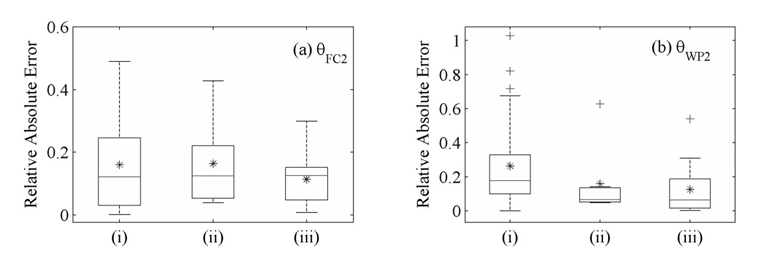 Relative Absolute Error
0.6
0.4
0.2
0
(a) θFC2
(i) (ii) (iii)
Relative Absolute Error
1
0.8
0.6
0.4
0.2
0
(b) θWP2
(i) (ii) (iii)